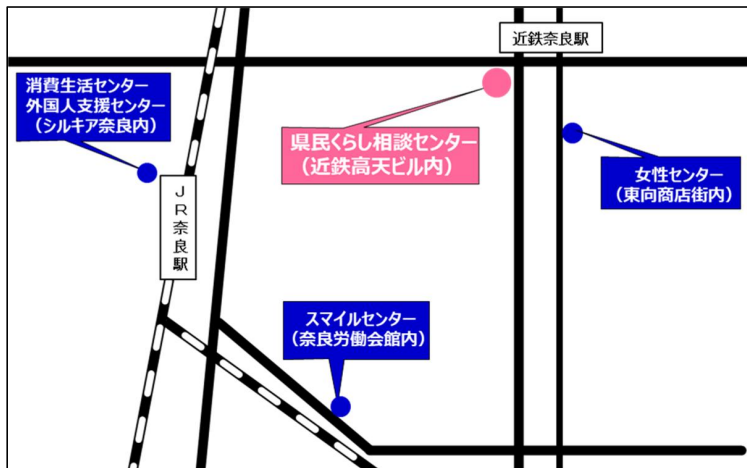 近鉄奈良駅
消費生活センター
外国人支援センター
（シルキア奈良内）
県民くらし相談センター
（近鉄高天ビル内）
女性センター
（東向商店街内）
ＪＲ奈良駅
スマイルセンター
（奈良労働会館内）